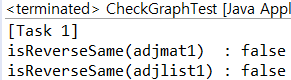 <terminated> CheckGraphTest [Java Appl
[Task 1]
isReverseSame(adjmat1)  : false
isReverseSame(adjlist1) : false